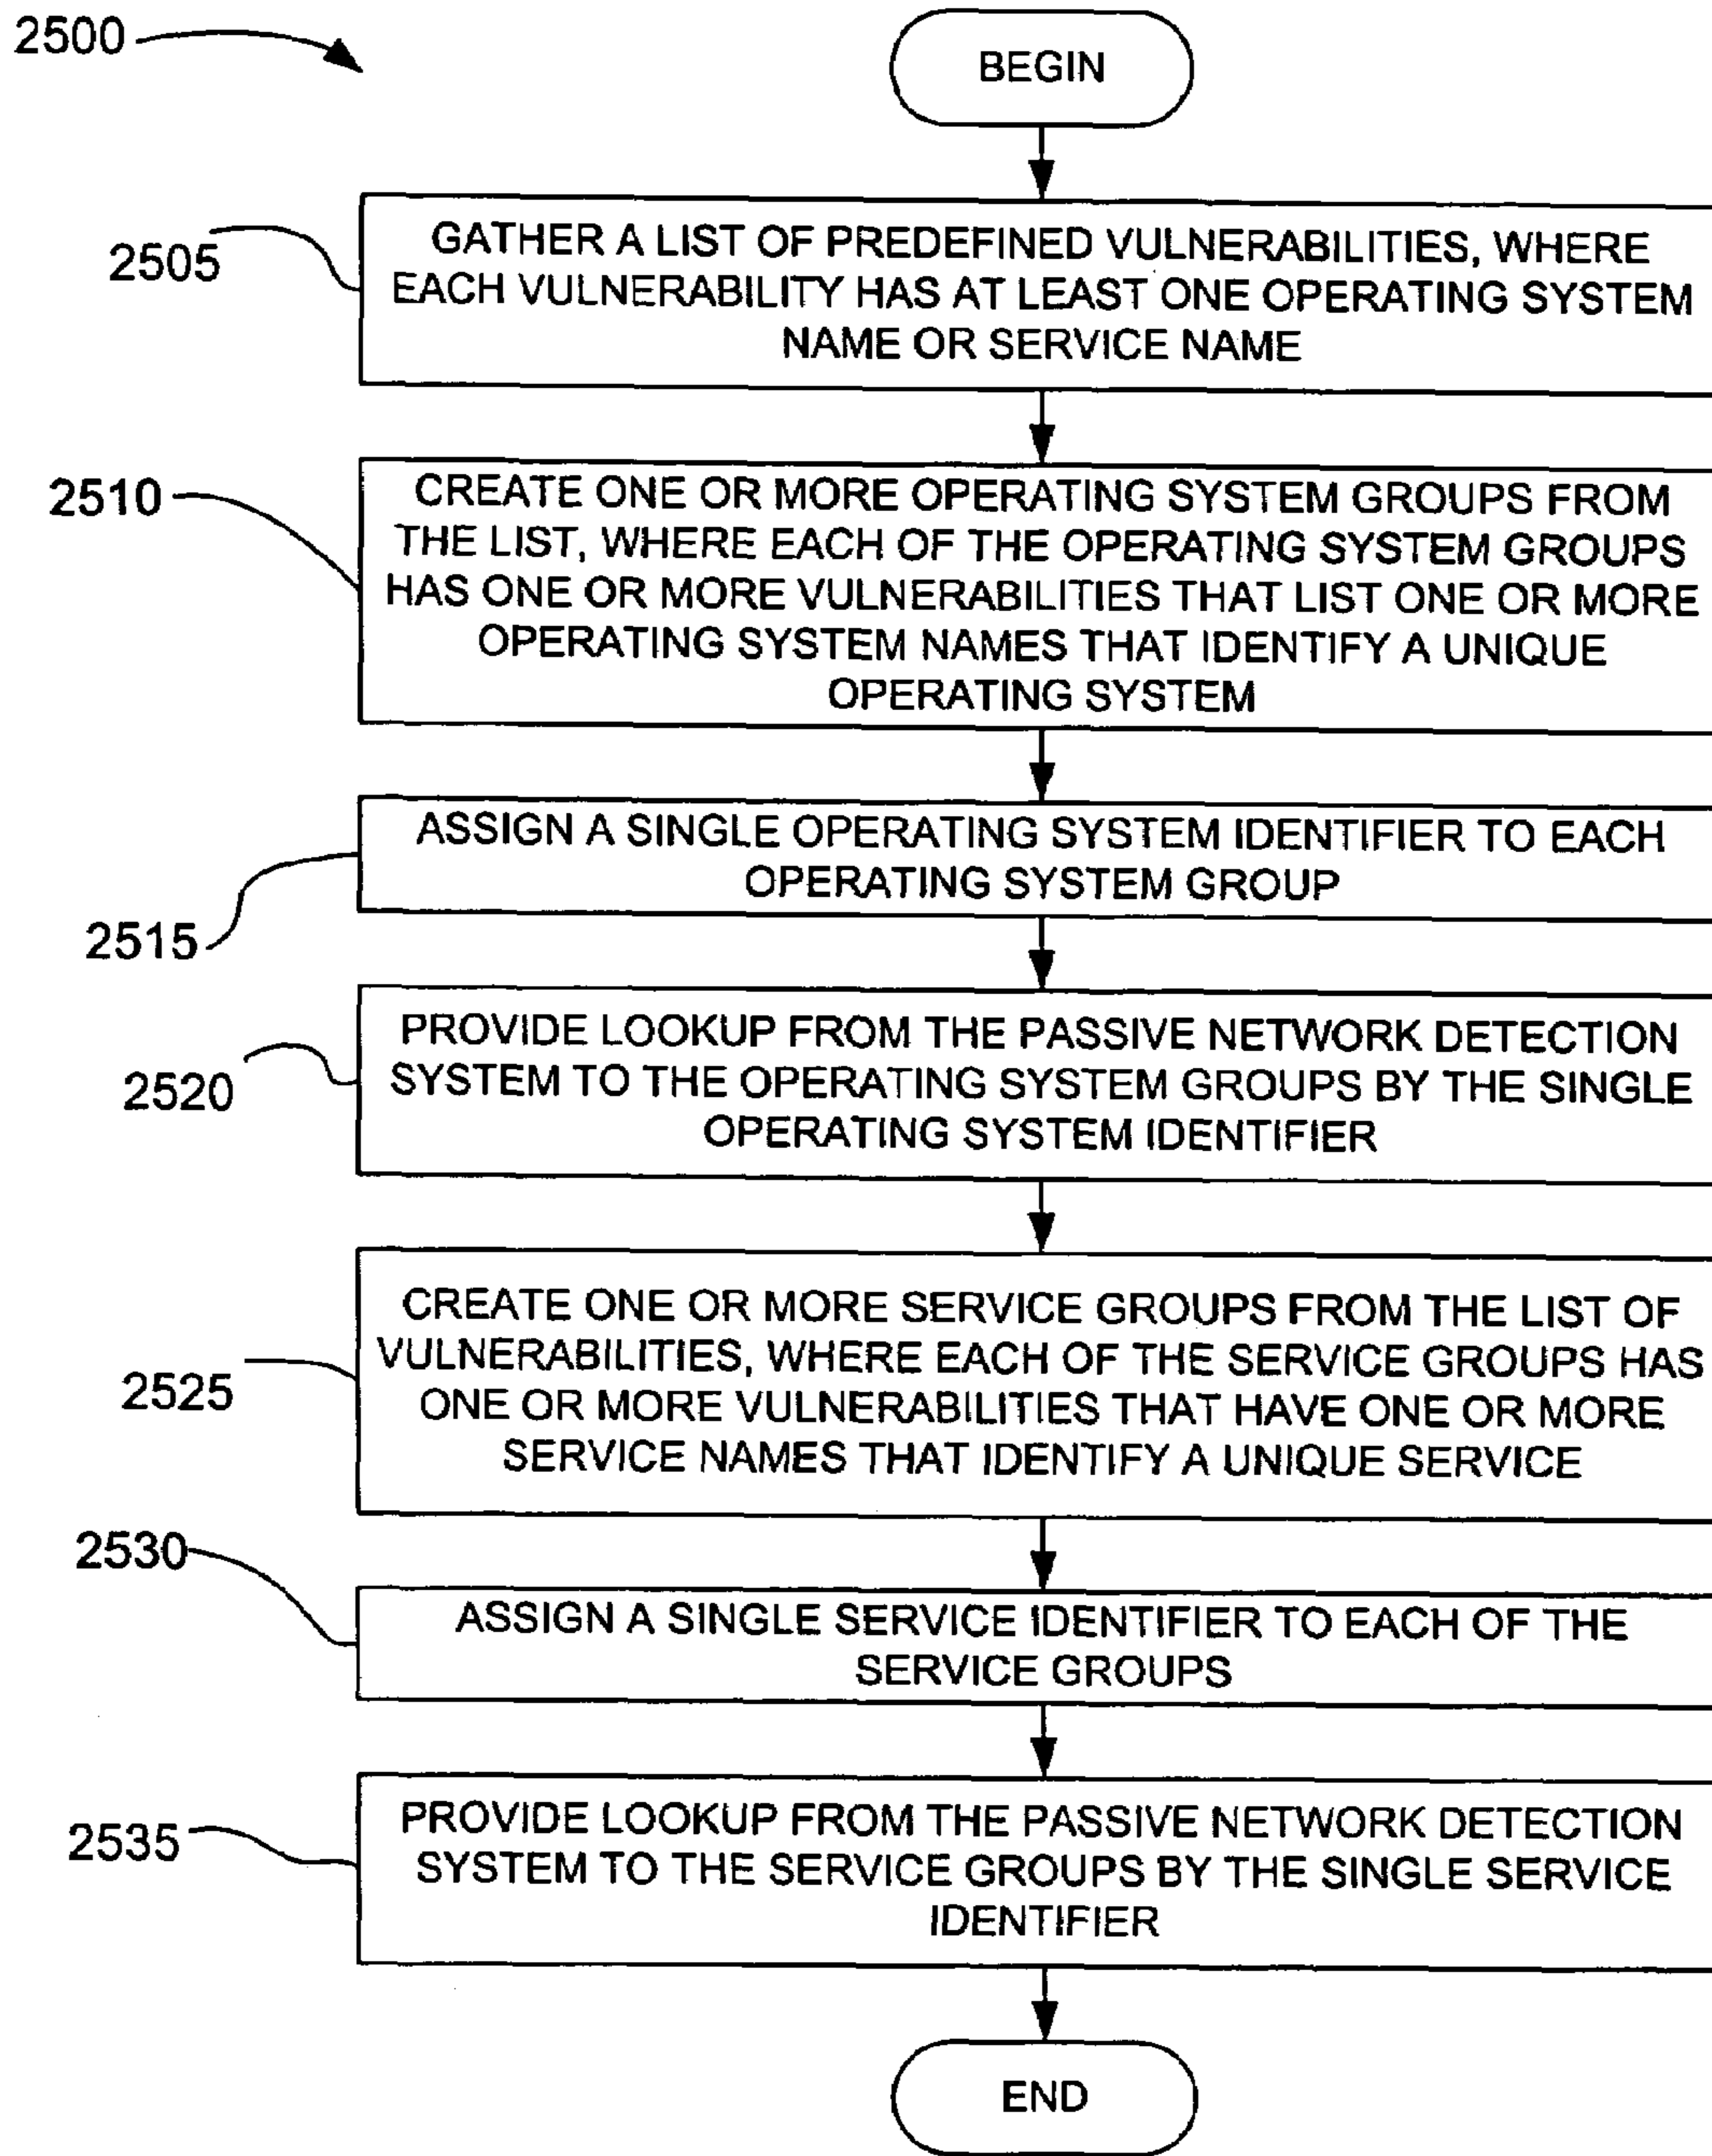 2500
BEGIN
2505
GATHER A LIST OF PREDEFINED VULNERABILITIES, WHERE
EACH VULNERABILITY HAS AT LEAST ONE OPERATING SYSTEM
NAME OR SERVICE NAME
2510
CREATE ONE OR MORE OPERATING SYSTEM GROUPS FROM
THE LIST, WHERE EACH OF THE OPERATING SYSTEM GROUPS
HAS ONE OR MORE VULNERABILITIES THAT LIST ONE OR MORE
OPERATING SYSTEM NAMES THAT IDENTIFY A UNIQUE
OPERATING SYSTEM
2515
ASSIGN A SINGLE OPERATING SYSTEM IDENTIFIER TO EACH
OPERATING SYSTEM GROUP
2520
PROVIDE LOOKUP FROM THE PASSIVE NETWORK DETECTION
SYSTEM TO THE OPERATING SYSTEM GROUPS BY THE SINGLE
OPERATING SYSTEM IDENTIFIER
2525
CREATE ONE OR MORE SERVICE GROUPS FROM THE LIST OF
VULNERABILITIES, WHERE EACH OF THE SERVICE GROUPS HAS
ONE OR MORE VULNERABILITIES THAT HAVE ONE OR MORE
SERVICE NAMES THAT IDENTIFY A UNIQUE SERVICE
2530
ASSIGN A SINGLE SERVICE IDENTIFIER TO EACH OF THE
SERVICE GROUPS
2535
PROVIDE LOOKUP FROM THE PASSIVE NETWORK DETECTION
SYSTEM TO THE SERVICE GROUPS BY THE SINGLE SERVICE
IDENTIFIER
END